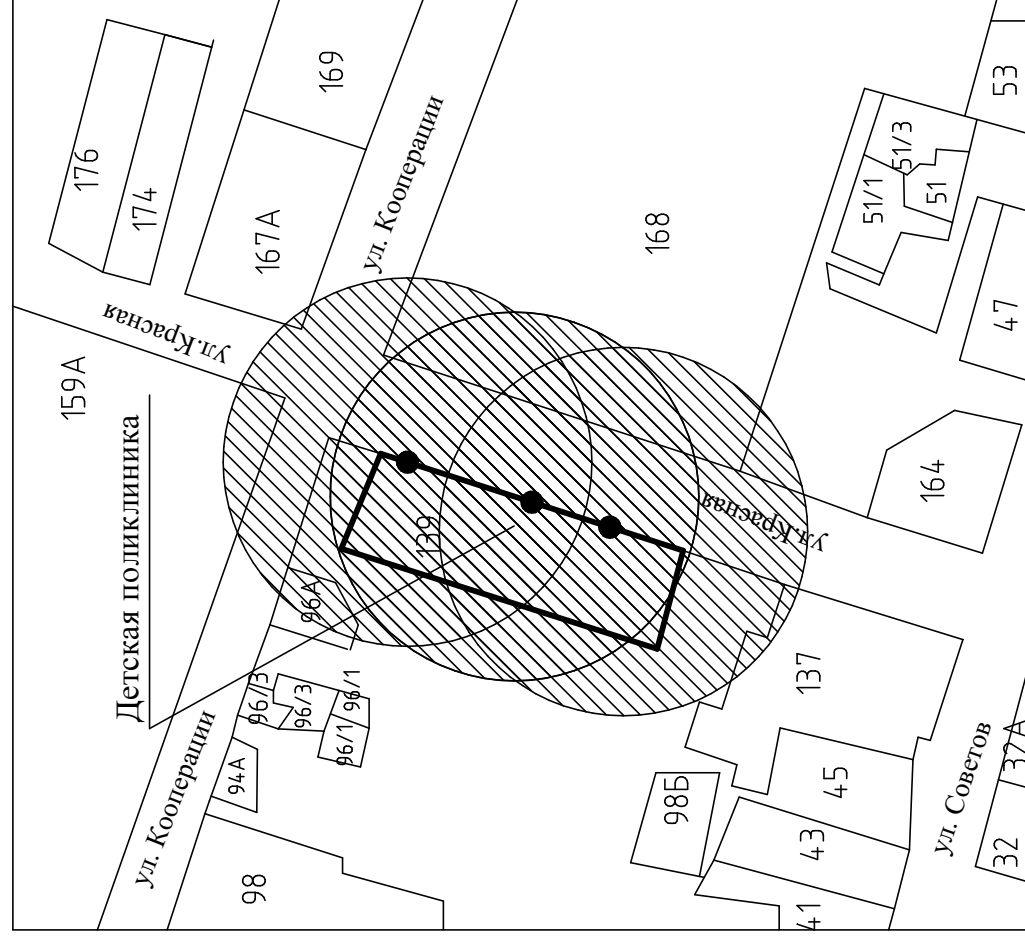 176
174
169
167А
ул. Кооперации
168
53
51/3
51/1
51
47
159А
ул.Красная
Детская поликлиника
139
164
ул.Красная
96А
96/3
96/3
96/1
96/1
94А
ул. Кооперации
98
137
98Б
45
43
41
ул. Советов
32А
32